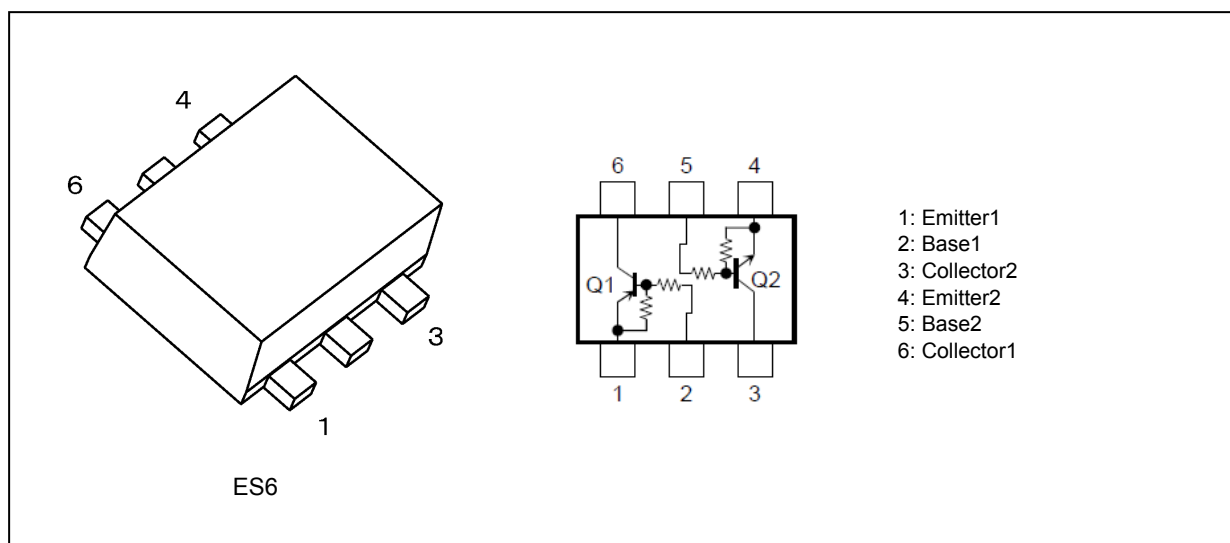 4
6
3
1
ES6
6 5 4
Q1 Q2
1 2 3
1: Emitter1
2: Base1
3: Collector2
4: Emitter2
5: Base2
6: Collector1